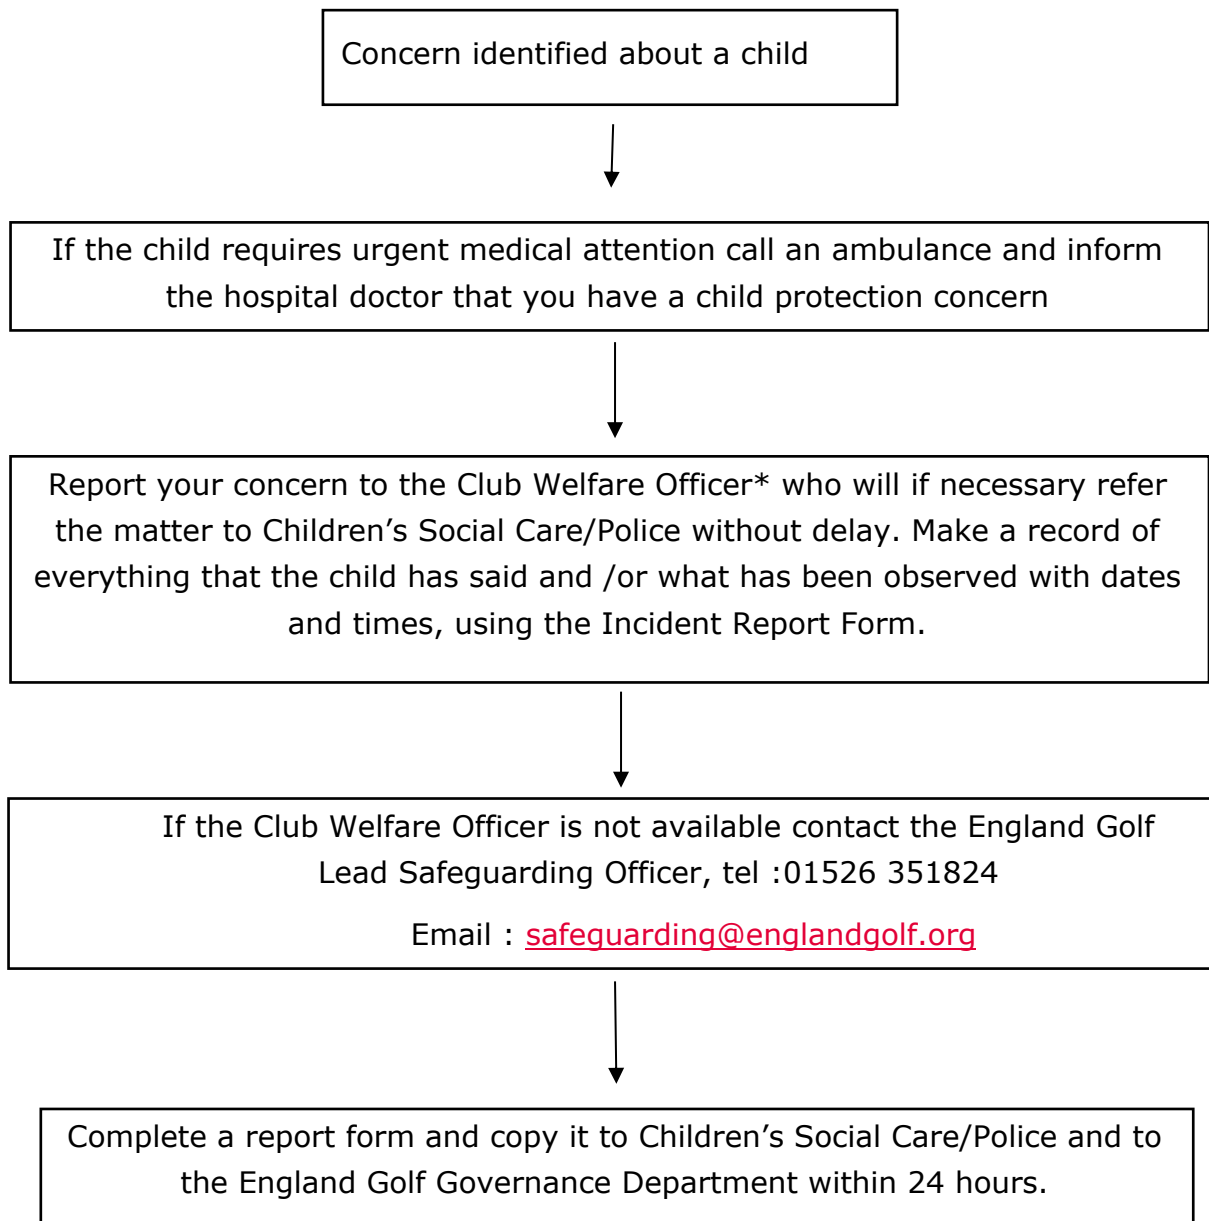 Concern identified about a child
If the child requires urgent medical attention call an ambulance and inform
the hospital doctor that you have a child protection concern
Report your concern to the Club Welfare Officer* who will if necessary refer
the matter to Children’s Social Care/Police without delay. Make a record of
everything that the child has said and /or what has been observed with dates
and times, using the Incident Report Form.
If the Club Welfare Officer is not available contact the England Golf
Lead Safeguarding Officer, tel :01526 351824
Email : safeguarding@englandgolf.org
Complete a report form and copy it to Children’s Social Care/Police and to
the England Golf Governance Department within 24 hours.